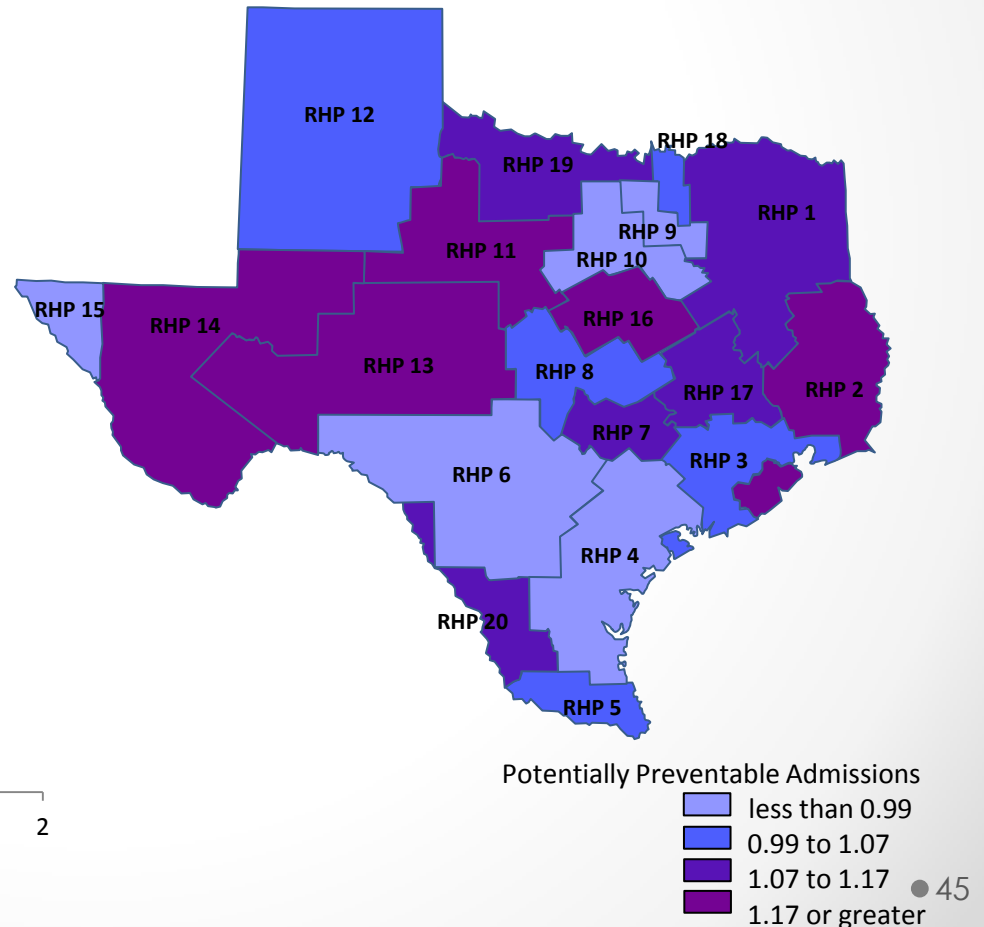 RHP 12
RHP 18
RHP 19
RHP 1
RHP 9
RHP 11
RHP 10
RHP 15
RHP 14
RHP 16
RHP 13
RHP 8
RHP 2
RHP 17
RHP 7
RHP 3
RHP 6
RHP 4
RHP 20
RHP 5
Potentially Preventable Admissions
less than 0.99
2
0.99 to 1.07
1.07 to 1.17
45
1.17 or greater